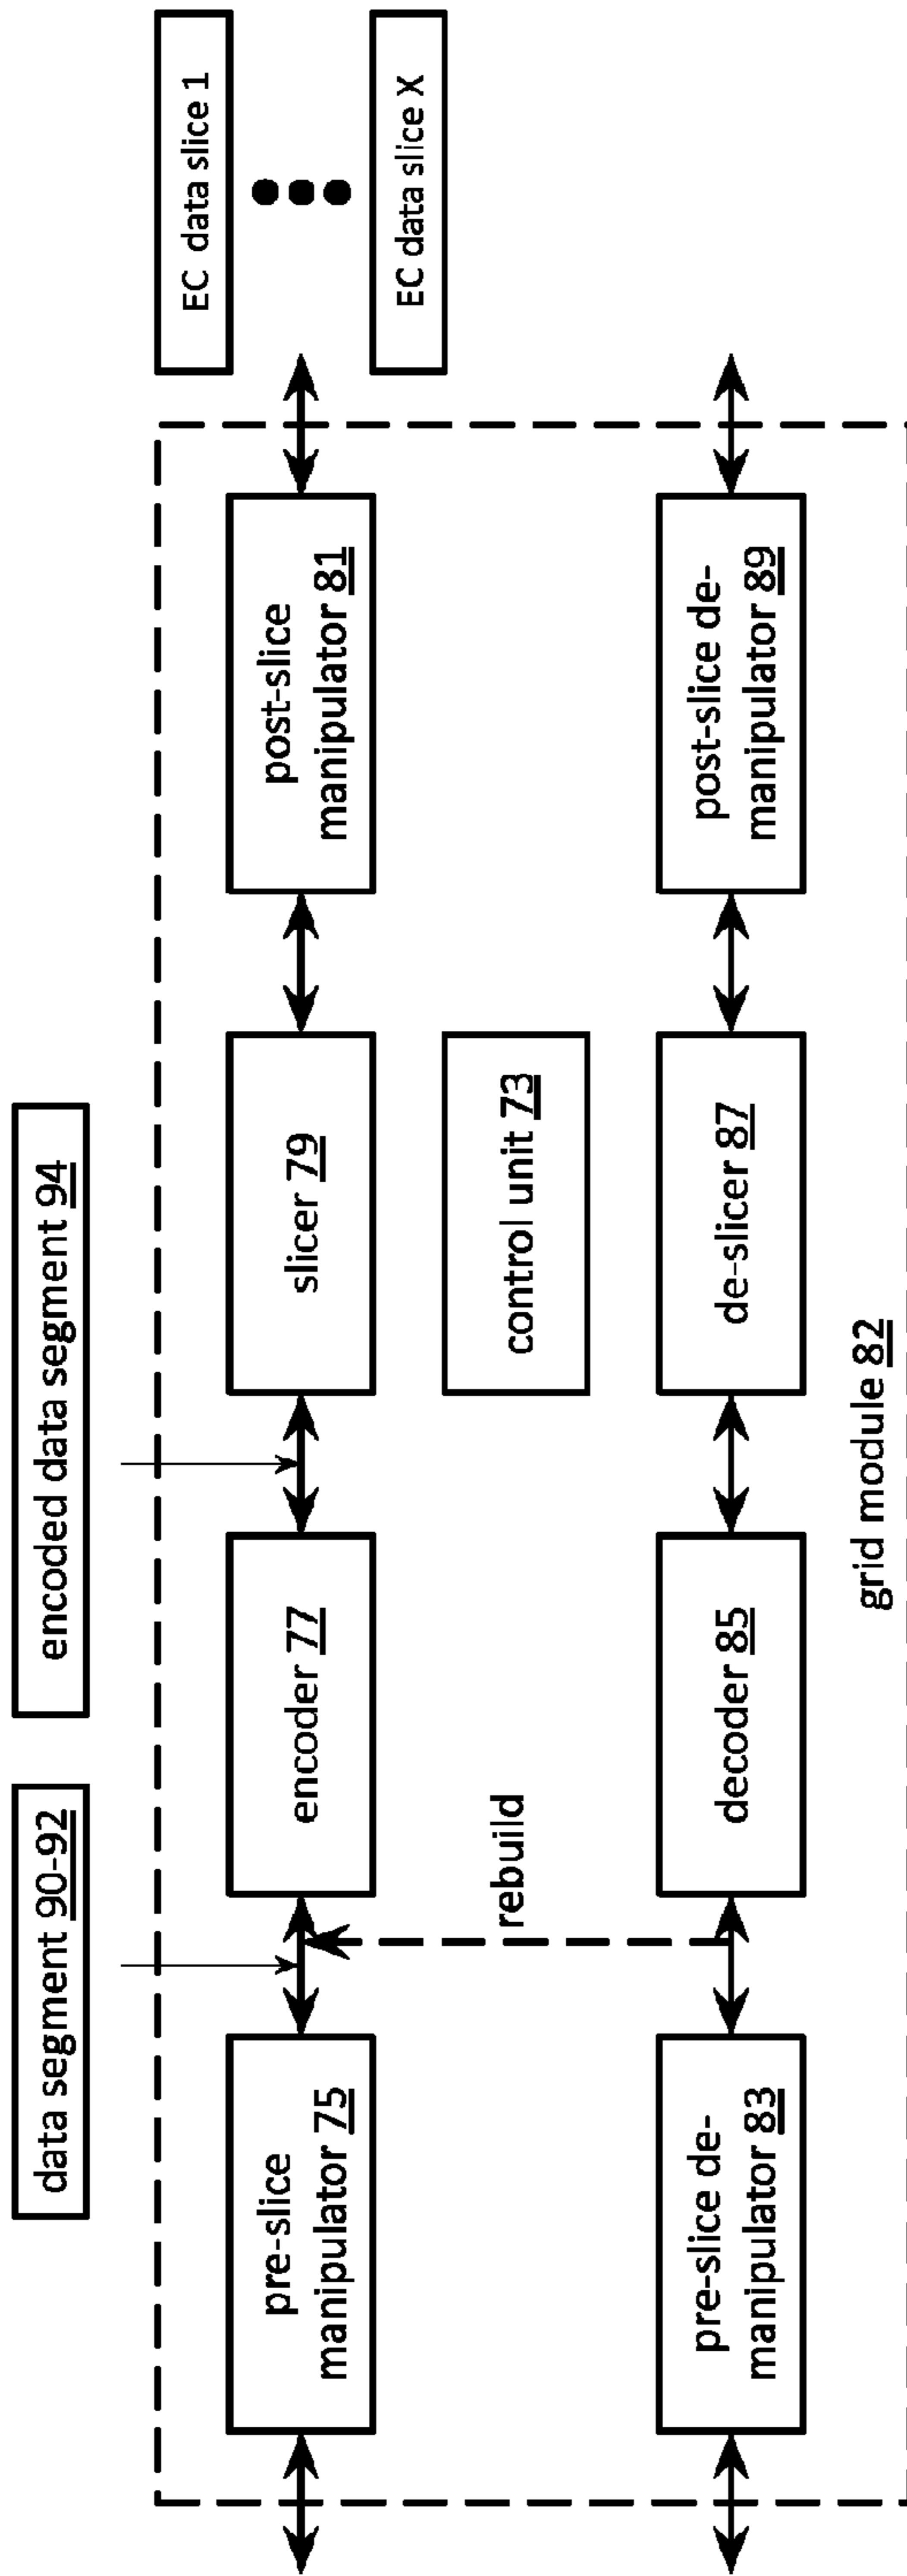 data segment 90-92
encoded data segment 94
EC data slice 1
EC data slice X
pre-slice
manipulator 75
encoder 77
slicer 79
post-slice
manipulator 81
rebuild
control unit 73
pre-slice de-
manipulator 83
decoder 85
de-slicer 87
post-slice de-
manipulator 89
grid module 82